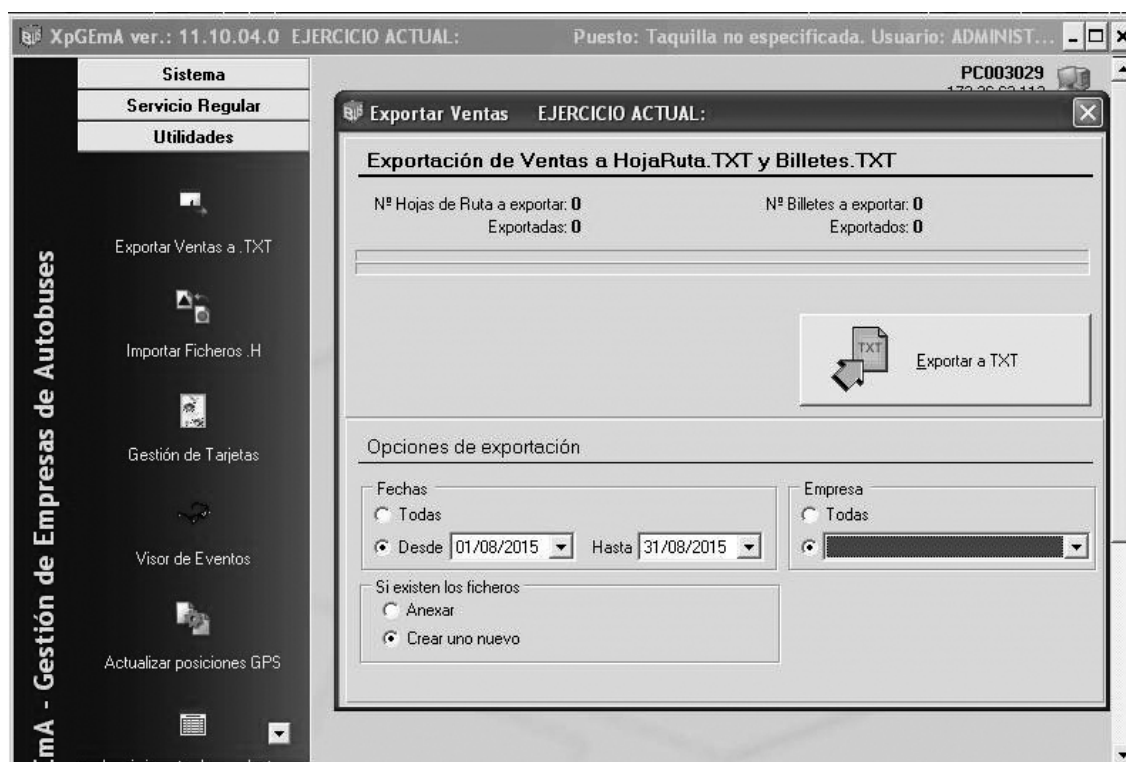 XpGEmA ver.: 11.10.04.0 EJERCICIO ACTUAL: Puesto: Taquilla no especificada. Usuario: ADMINIST...
Sistema
Servicio Regular
Utilidades
PC003029
Exportar Ventas a .TXT
Importar Ficheros .H
Gestión de Tarjetas
Visor de Eventos
Actualizar posiciones GPS
EmA - Gestión de Empresas de Autobuses
Exportar Ventas EJERCICIO ACTUAL:
Exportación de Ventas a HojaRuta.TXT y Billetes.TXT
Nº Hojas de Ruta a exportar: 0 Nº Billetes a exportar: 0
Exportadas: 0 Exportados: 0
TXT
Exportar a TXT
Opciones de exportación
Fechas
Todas
Desde 01/08/2015 Hasta 31/08/2015
Empresa
Todas
Si existen los ficheros
Anexar
Crear uno nuevo